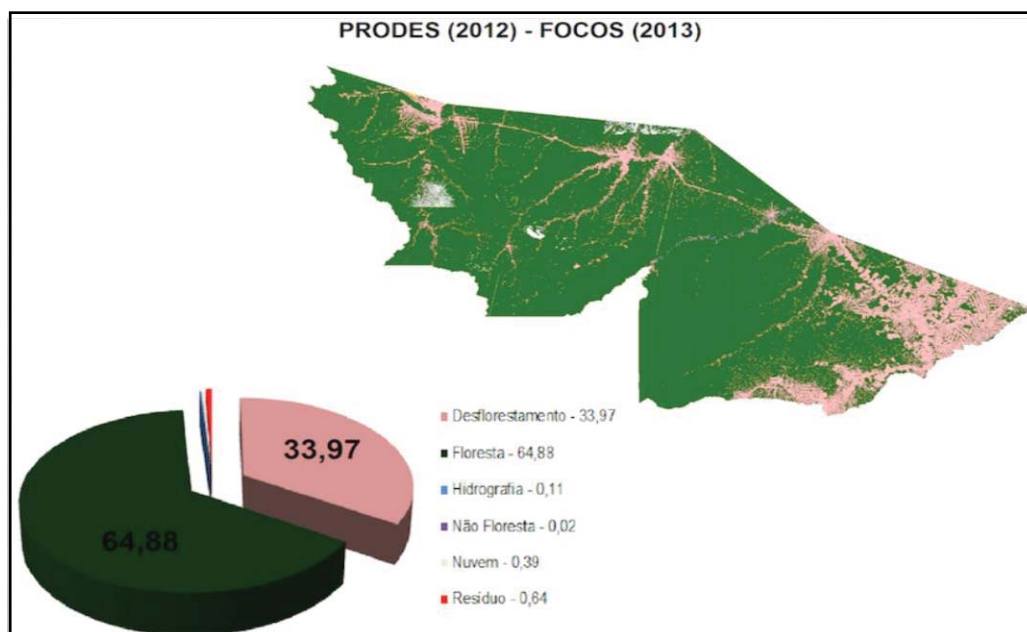 PRODES (2012) - FOCOS (2013)
33,97
64,88
Desflorestamento - 33,97
Floresta - 64,88
Hidrografia - 0,11
Não Floresta - 0,02
Nuvem - 0,39
Resíduo - 0,64